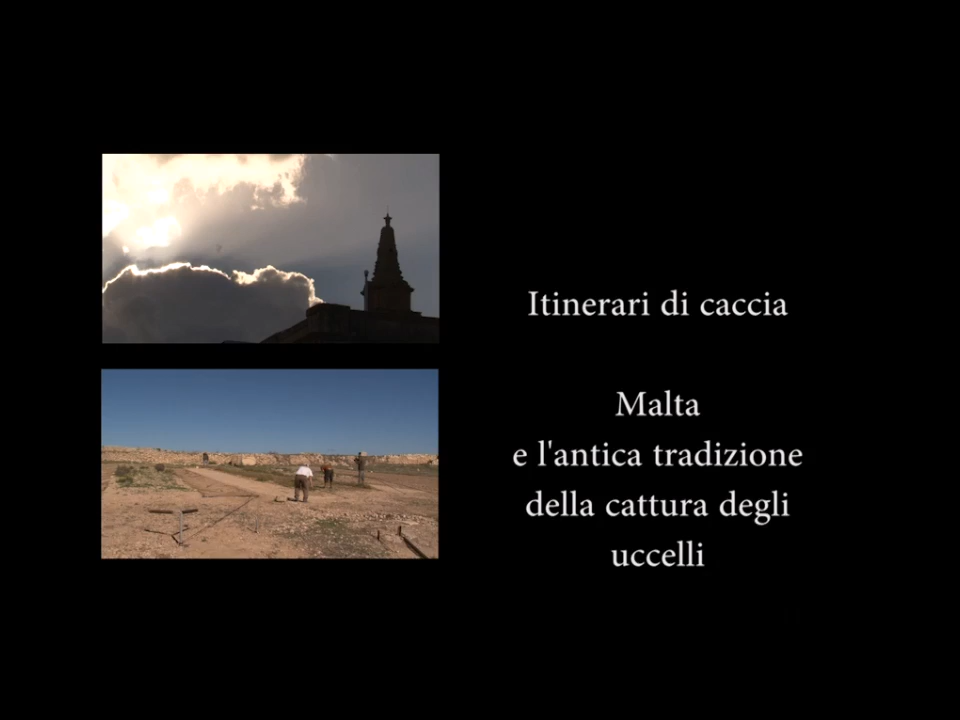 Itinerari di caccia
Malta
e l'antica tradizione
della cattura degli
uccelli